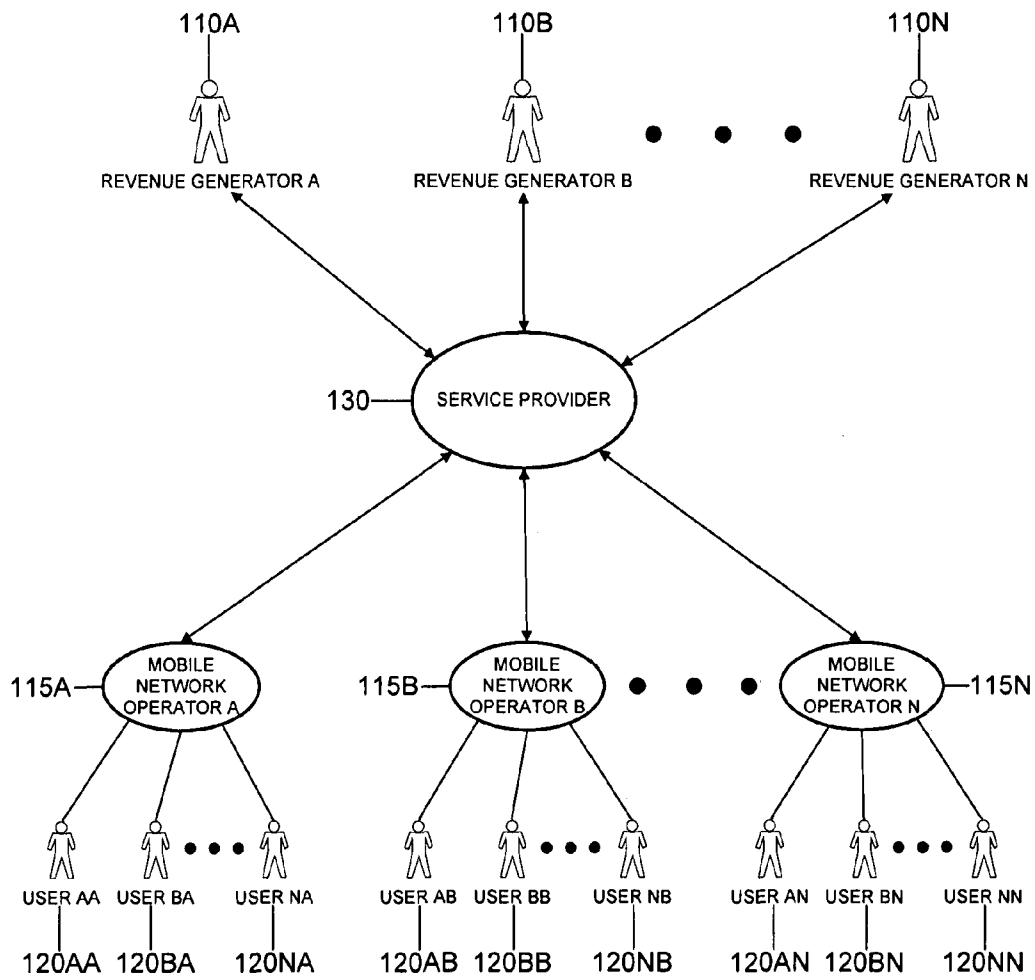 110A 110B 110N
REVENUE GENERATOR A REVENUE GENERATOR B REVENUE GENERATOR N
130 SERVICE PROVIDER
115A MOBILE NETWORK OPERATOR A
115B MOBILE NETWORK OPERATOR B
MOBILE NETWORK OPERATOR N 115N
USER AA USER BA USER NA USER AB USER BB USER NB USER AN USER BN USER NN
120AA 120BA 120NA 120AB 120BB 120NB 120AN 120BN 120NN